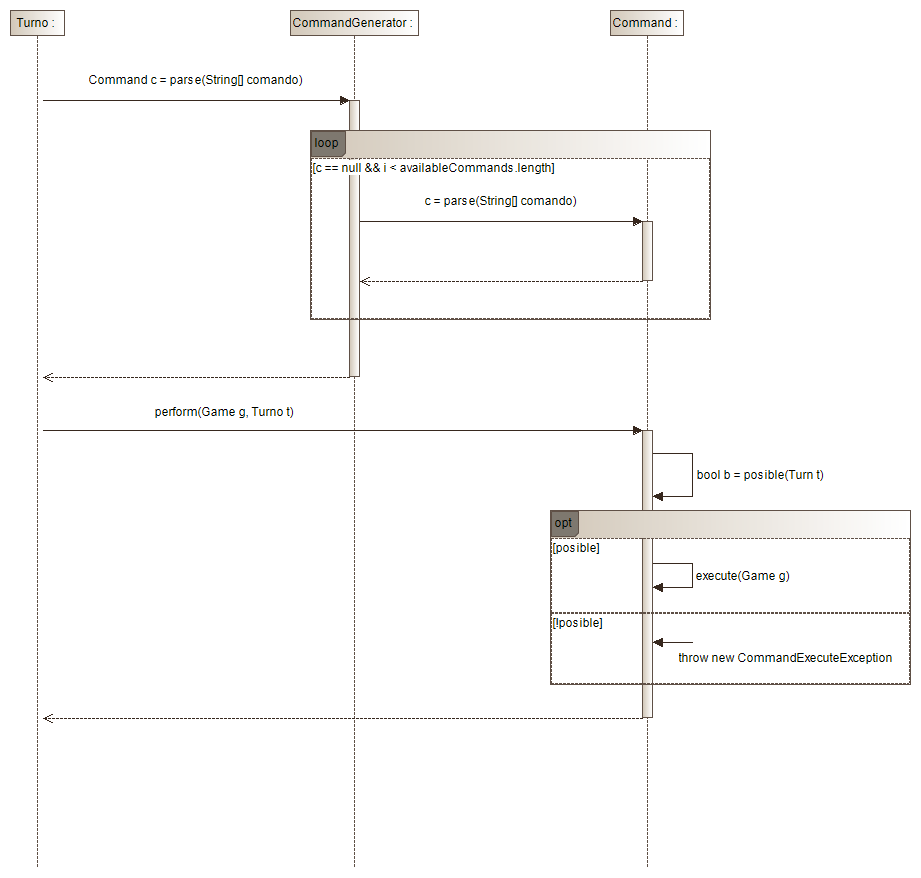 Turno :
CommandGenerator :
Command :
Command c = parse(String[] comando)
loop
[c == null && i < availableCommands.length]
c = parse(String[] comando)
perform(Game g, Turno t)
bool b = posible(Turn t)
opt
[posible]
execute(Game g)
[!posible]
throw new CommandExecuteException